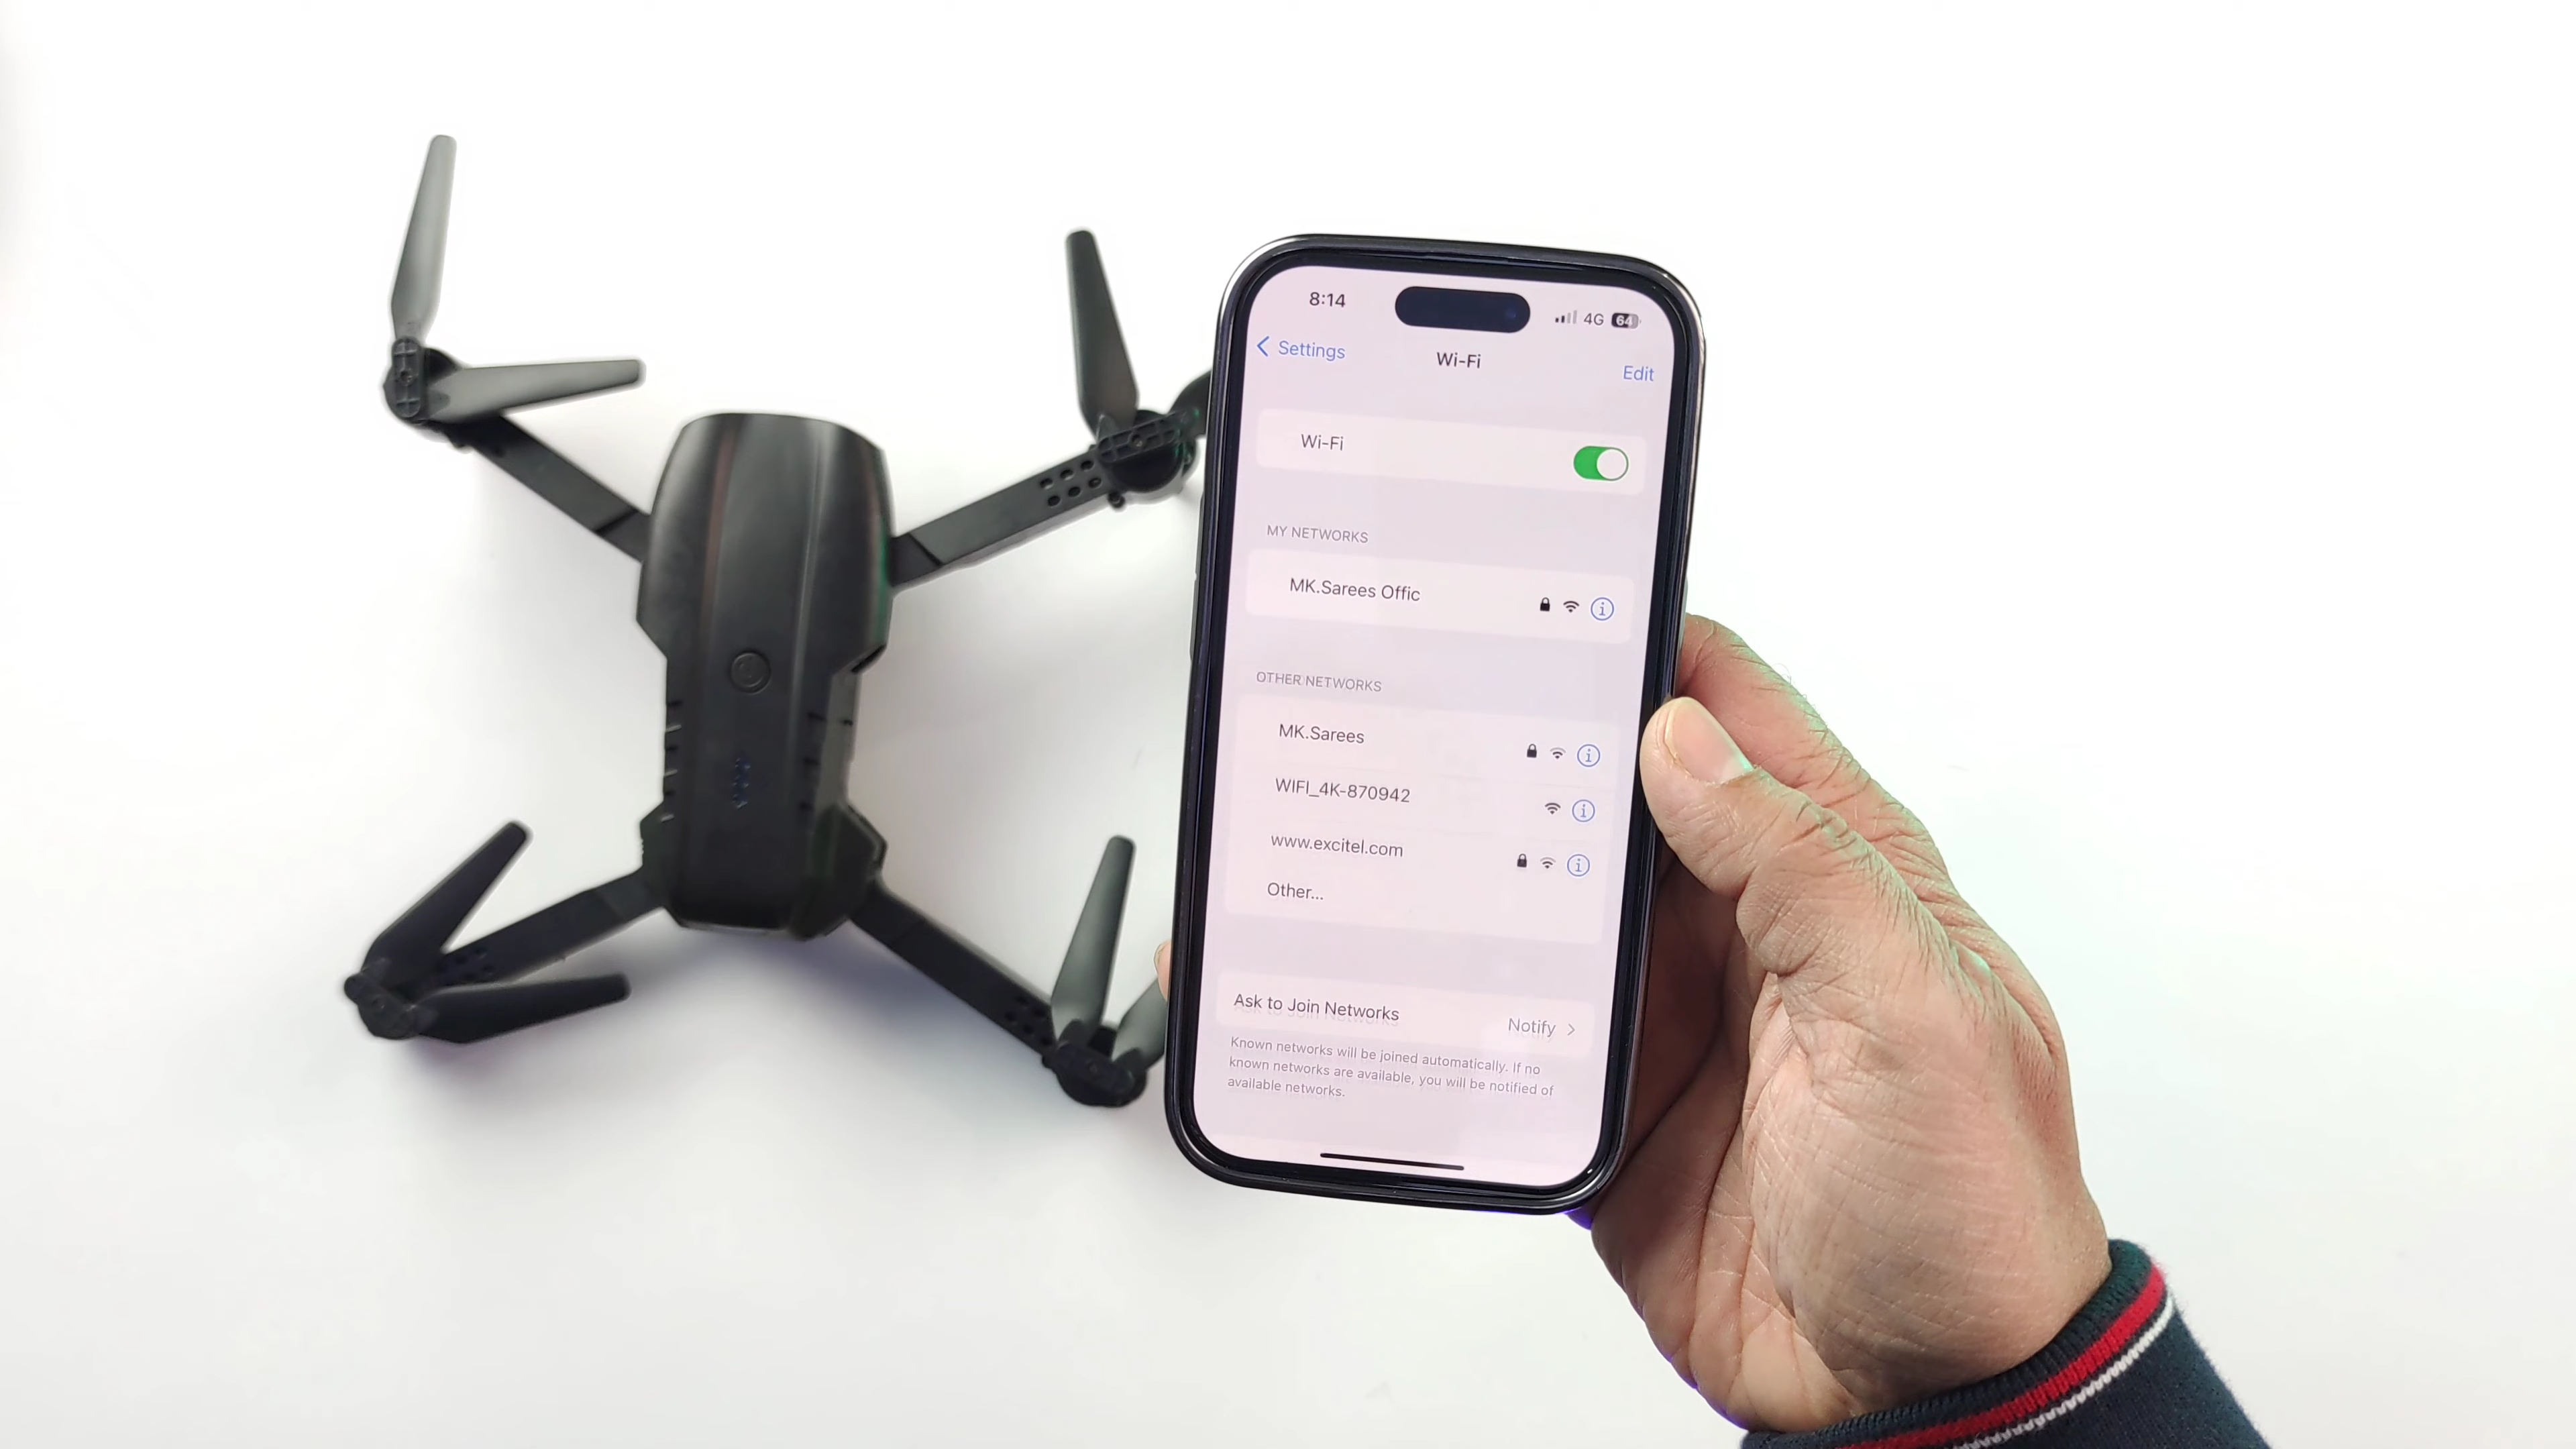 8:14
4G 64
Settings
Wi-Fi
Edit
Wi-Fi
MY NETWORKS
MK.Sarees Offic
OTHER NETWORKS
MK.Sarees
WIFI_4K-870942
www.excitel.com
Other...
Ask to Join Networks
Notify
Known networks will be joined automatically. If no
known networks are available, you will be notified of
available networks.